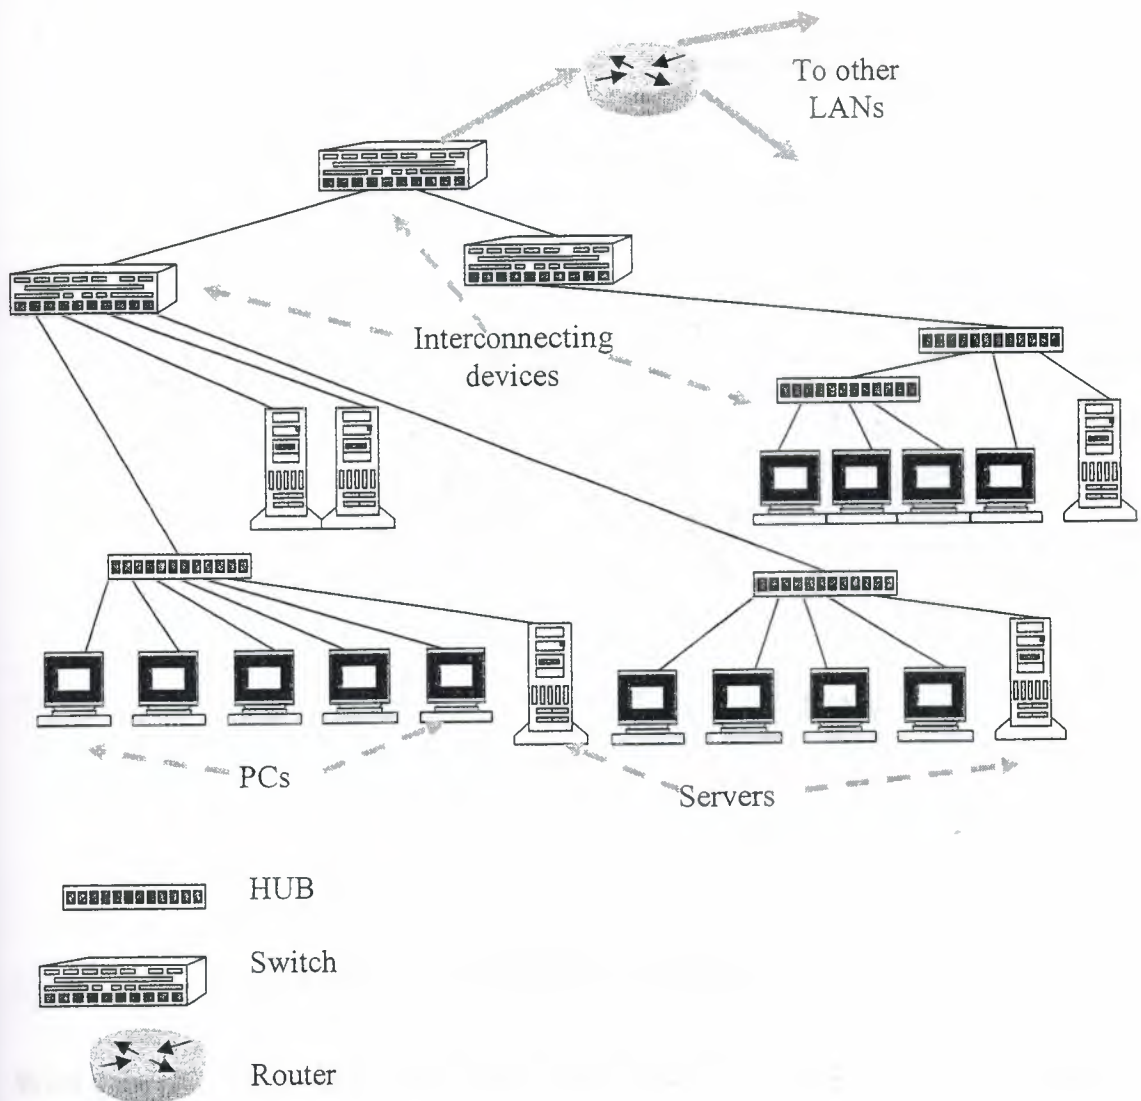 To other
LANs
Interconnecting
devices
PCs
Servers
HUB
Switch
Router